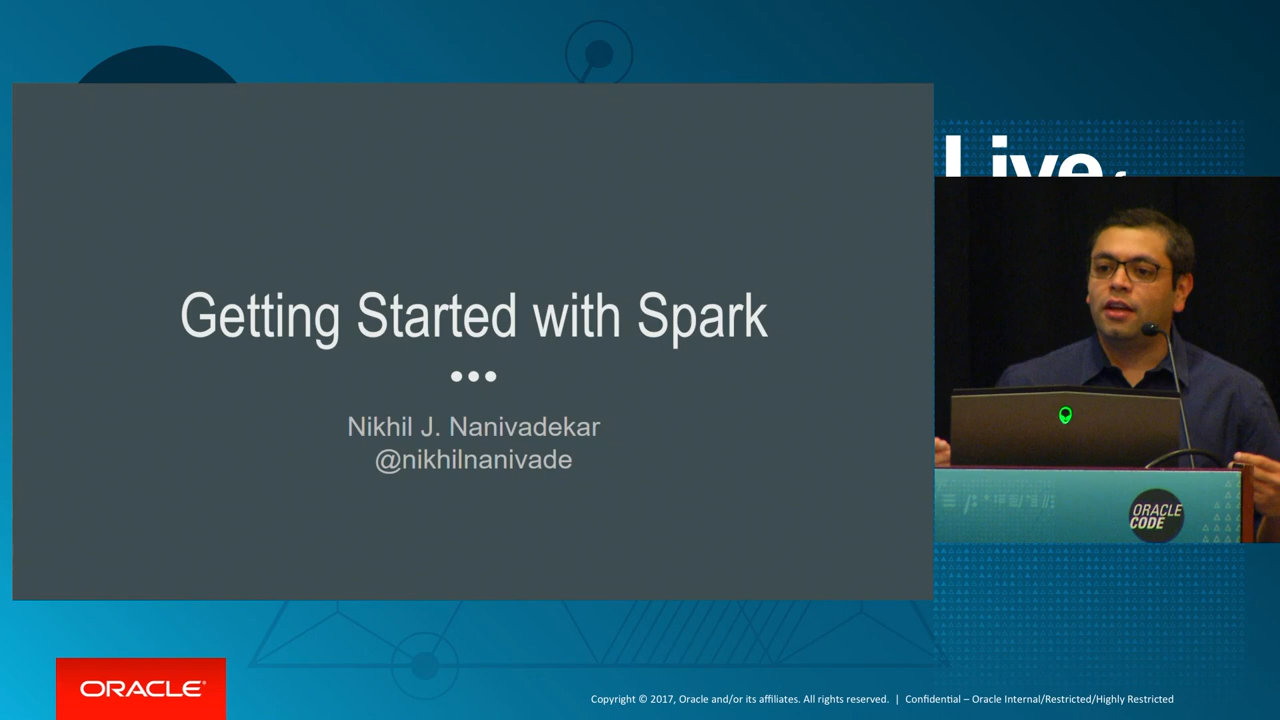 Live
Getting Started with Spark
Nikhil J. Nanivadekar
@nikhilnanivade
ORACLE
CODE
ORACLE®
Copyright © 2017, Oracle and/or its affiliates. All rights reserved. | Confidential – Oracle Internal/Restricted/Highly Restricted